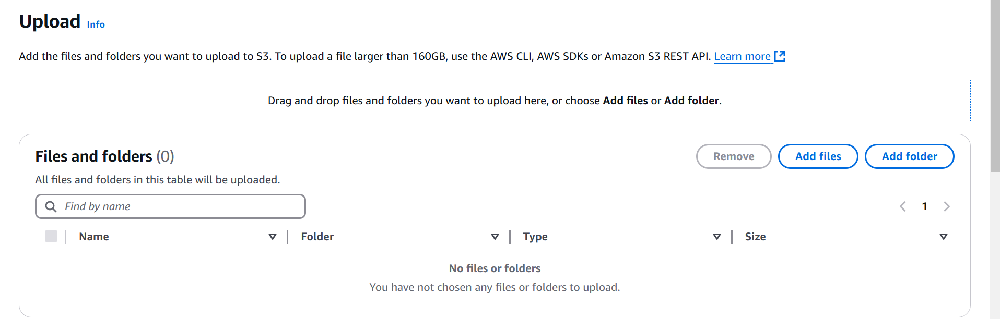 Upload Info
Add the files and folders you want to upload to S3. To upload a file larger than 160GB, use the AWS CLI, AWS SDKs or Amazon S3 REST API. Learn more
Drag and drop files and folders you want to upload here, or choose Add files or Add folder.
Files and folders (0)
Remove Add files Add folder
All files and folders in this table will be uploaded.
Find by name
1
Name Folder Type Size
No files or folders
You have not chosen any files or folders to upload.